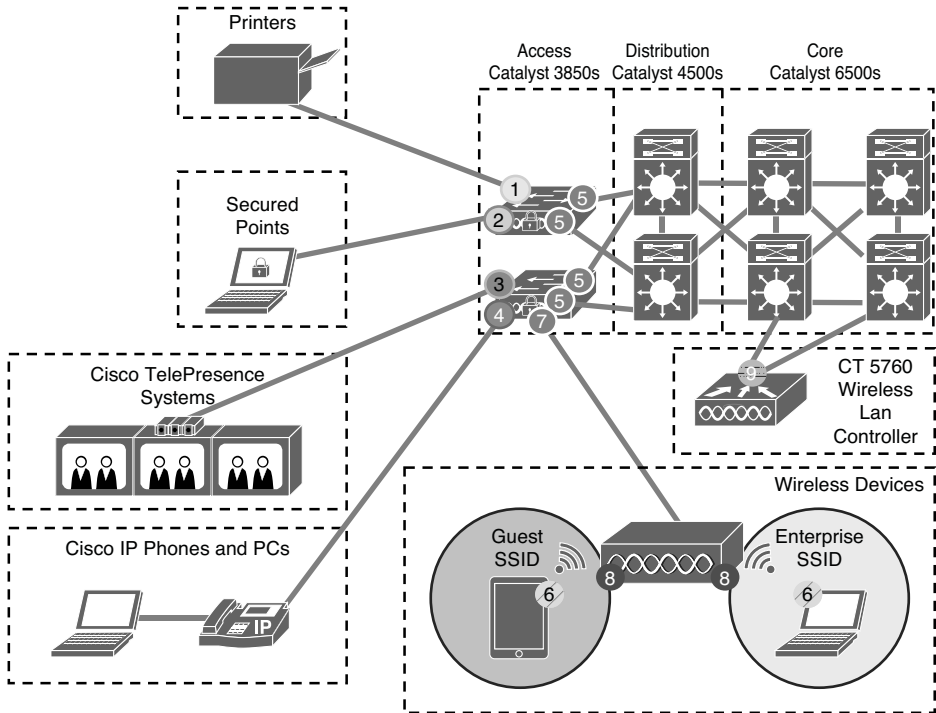 Printers
Access
Catalyst 3850s
Distribution
Catalyst 4500s
Core
Catalyst 6500s
Secured
Points
1
5
2
5
3
5
4
5
7
Cisco TelePresence
Systems
9
CT 5760
Wireless
Lan
Controller
Cisco IP Phones and PCs
IP
Wireless Devices
Guest
SSID
6
8
8
Enterprise
SSID
6